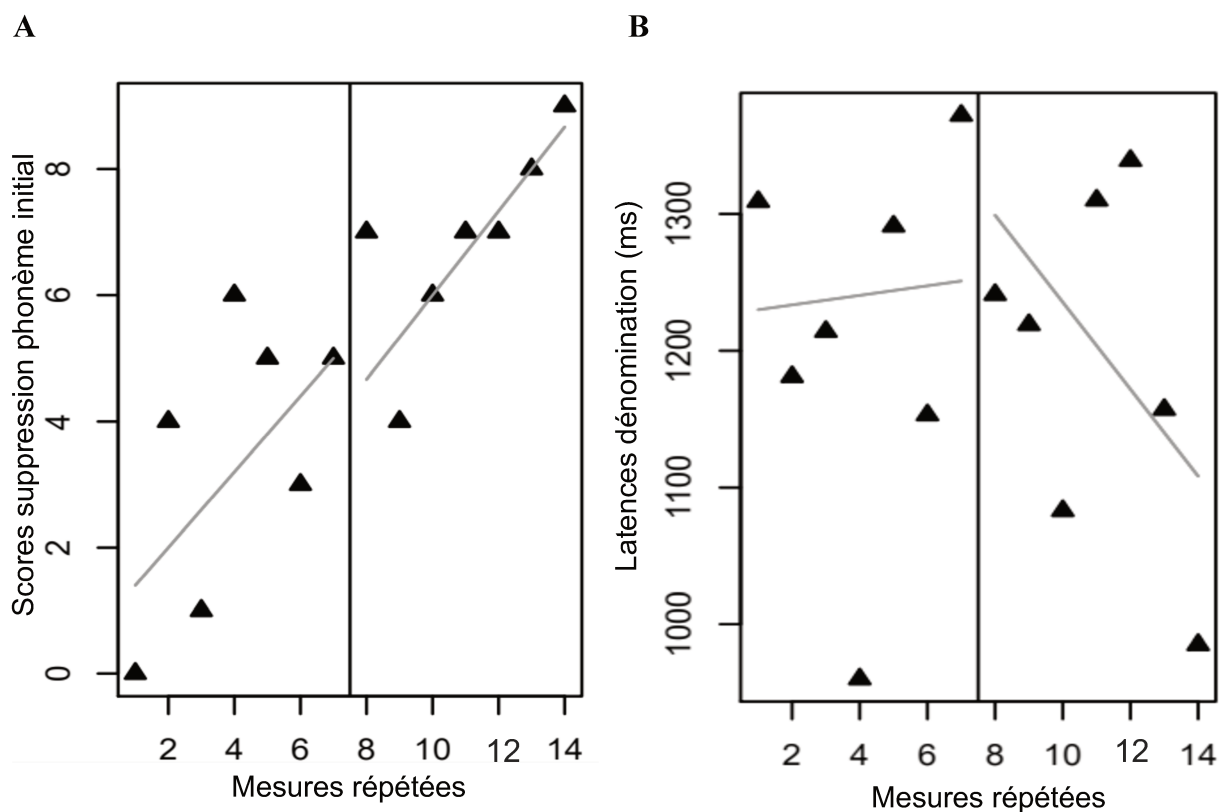 A
B
Scores suppression phonème initial
8
6
4
2
0
2 4 6 8 10 12 14
Mesures répétées
Latences dénomination (ms)
1300
1200
1100
1000
2 4 6 8 10 12 14
Mesures répétées